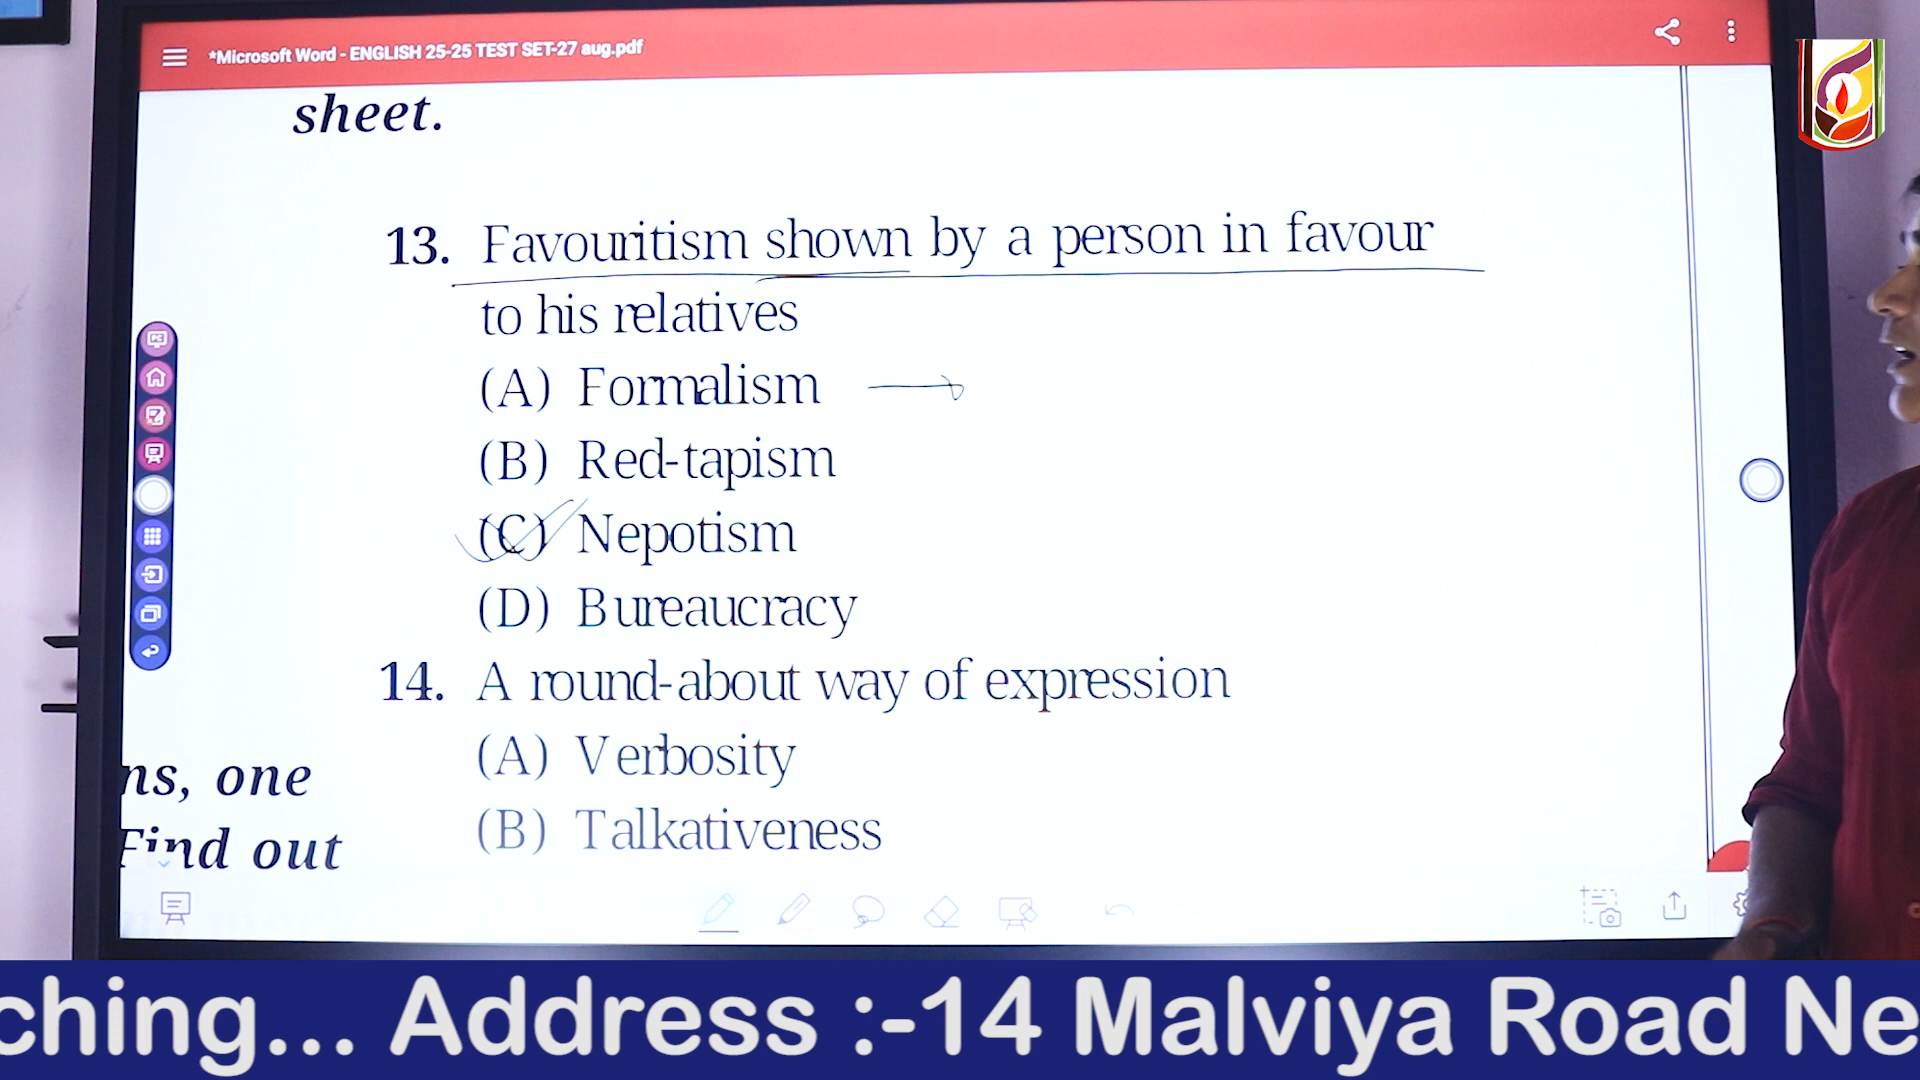 *Microsoft Word - ENGLISH 25-25 TEST SET-27 aug.pdf
sheet.
13. Favouritism shown by a person in favour
to his relatives
(A) Formalism
(B) Red-tapism
(C) Nepotism
(D) Bureaucracy
14. A round-about way of expression
(A) Verbosity
(B) Talkativeness
ns, one
Find out
ching... Address :-14 Malviya Road Ne